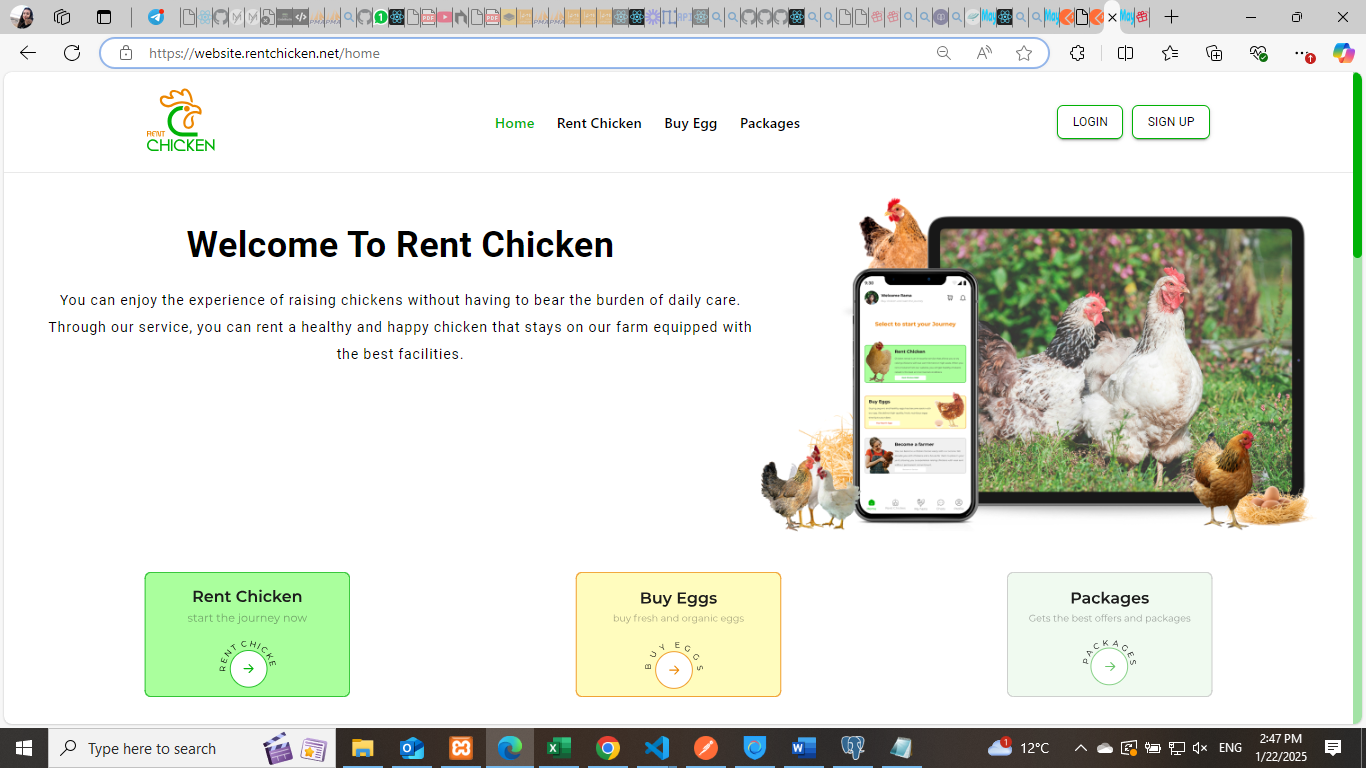 https://website.rentchicken.net/home
RENT
CHICKEN
Home
Rent Chicken
Buy Egg
Packages
LOGIN
SIGN UP
Welcome To Rent Chicken
You can enjoy the experience of raising chickens without having to bear the burden of daily care.
Through our service, you can rent a healthy and happy chicken that stays on our farm equipped with
the best facilities.
Select to start your Journey
Rent Chicken
Buy Eggs
Become a farmer
Rent Chicken
start the journey now
RENT CHICKE
Buy Eggs
buy fresh and organic eggs
BUY EGGS
Packages
Gets the best offers and packages
PACKAGES
Type here to search
12°C
ENG
2:47 PM
1/22/2025